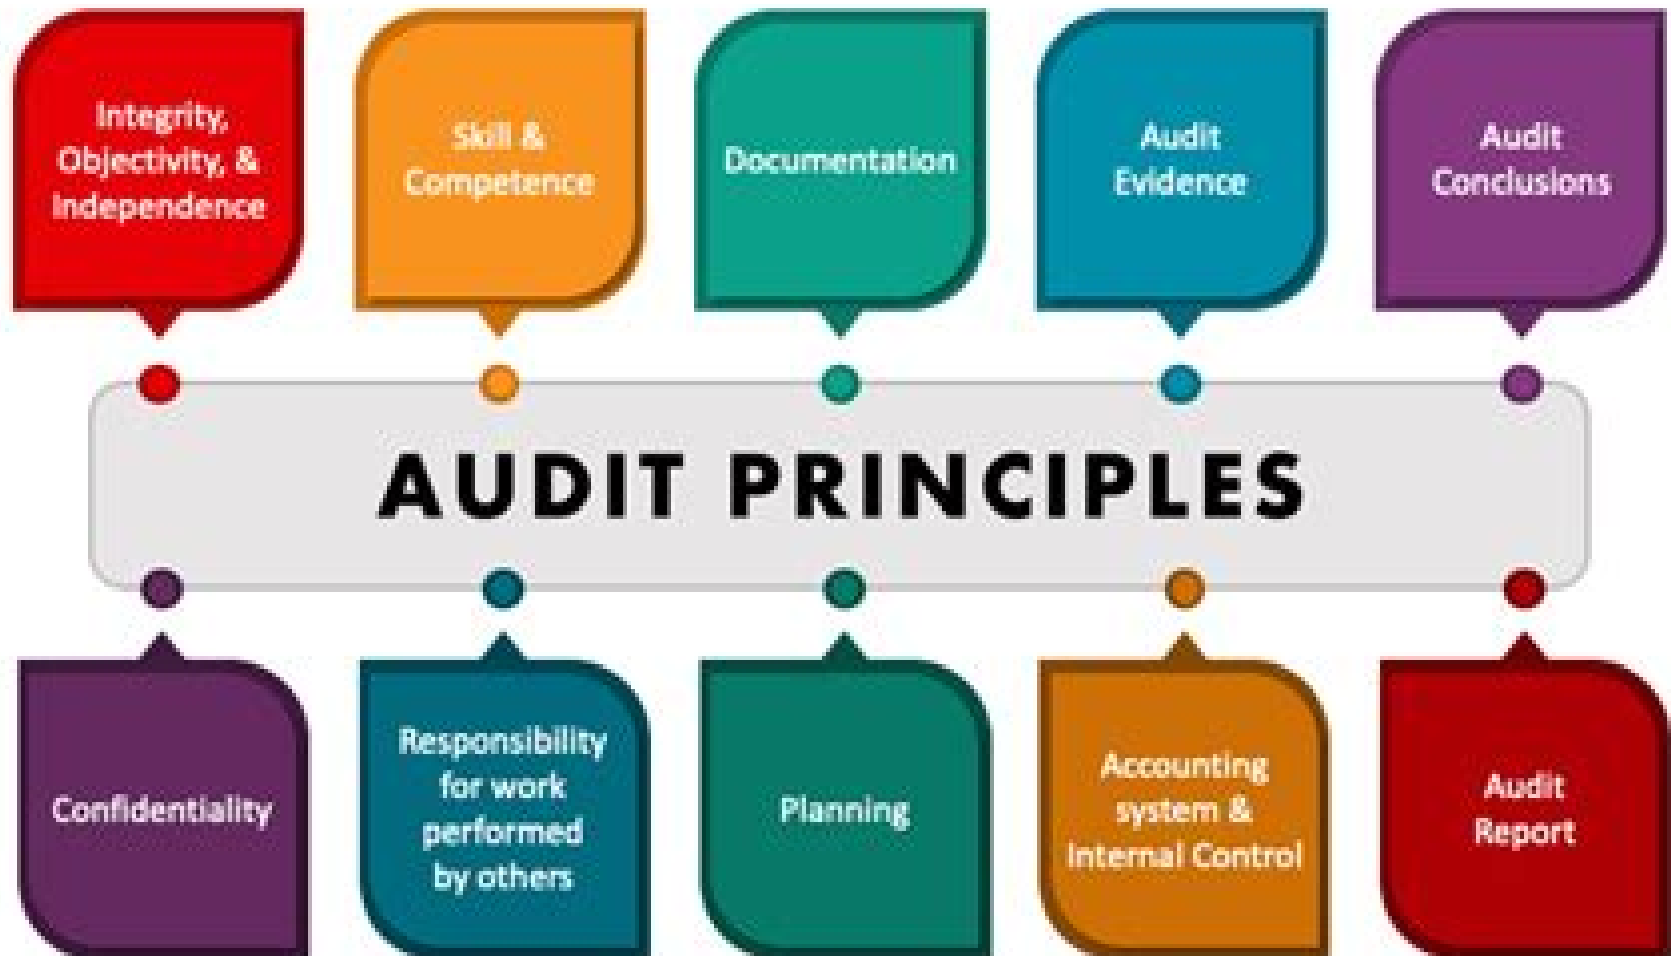 Integrity,
Objectivity, &
Independence
Skill &
Competence
Documentation
Audit
Evidence
Audit
Conclusions
AUDIT PRINCIPLES
Confidentiality
Responsibility
for work
performed
by others
Planning
Accounting
system &
Internal Control
Audit
Report